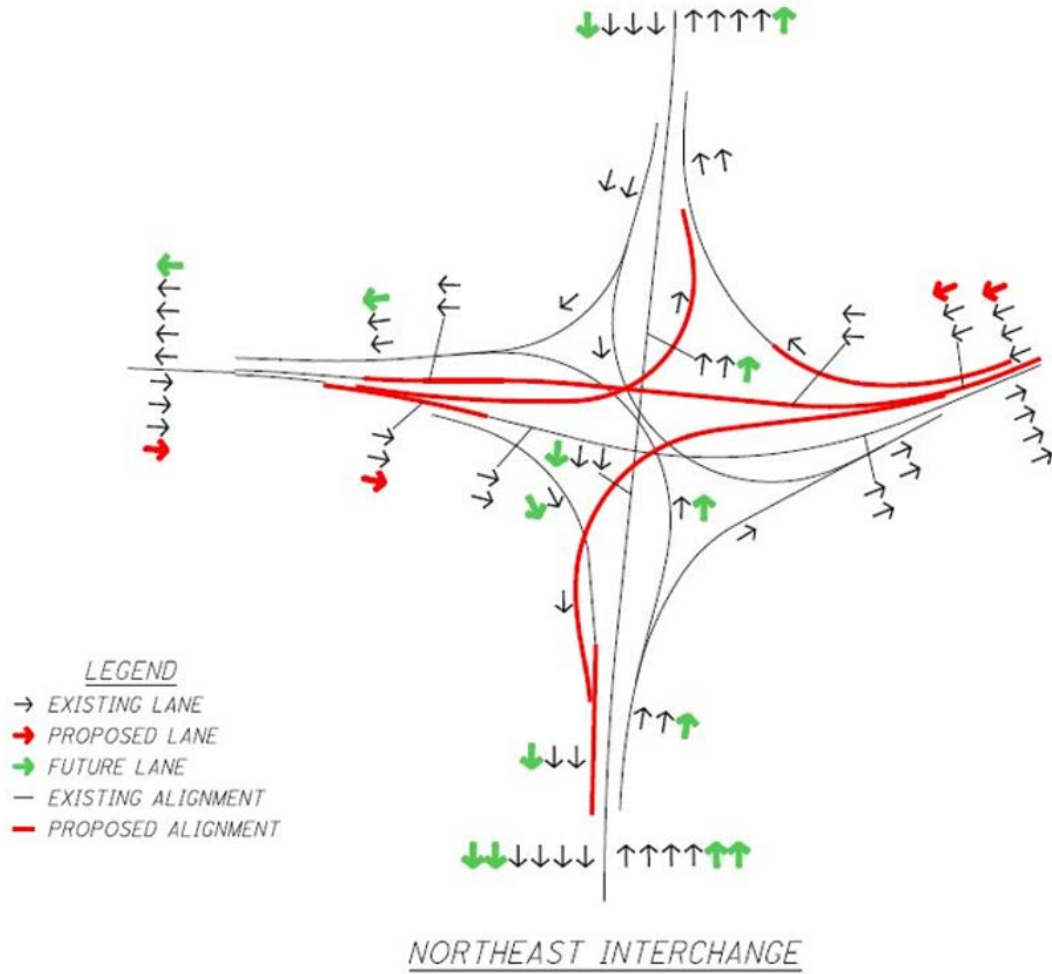 LEGEND
EXISTING LANE
PROPOSED LANE
FUTURE LANE
EXISTING ALIGNMENT
PROPOSED ALIGNMENT
NORTHEAST INTERCHANGE